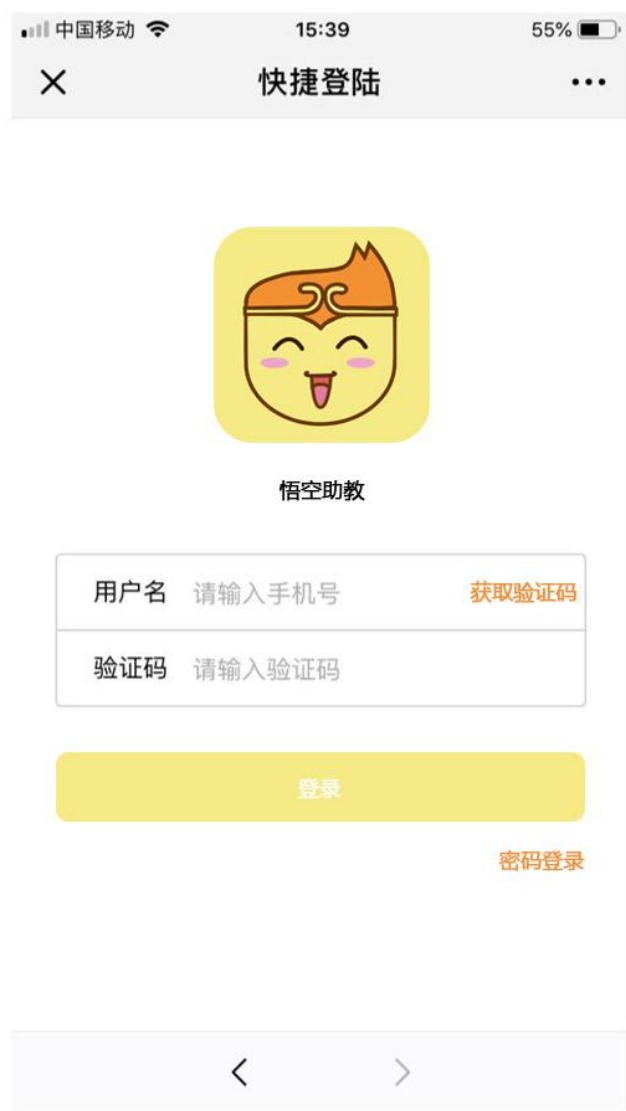 中国移动 15:39 55%
快捷登陆
悟空助教
用户名 请输入手机号 获取验证码
验证码 请输入验证码
登录
密码登录